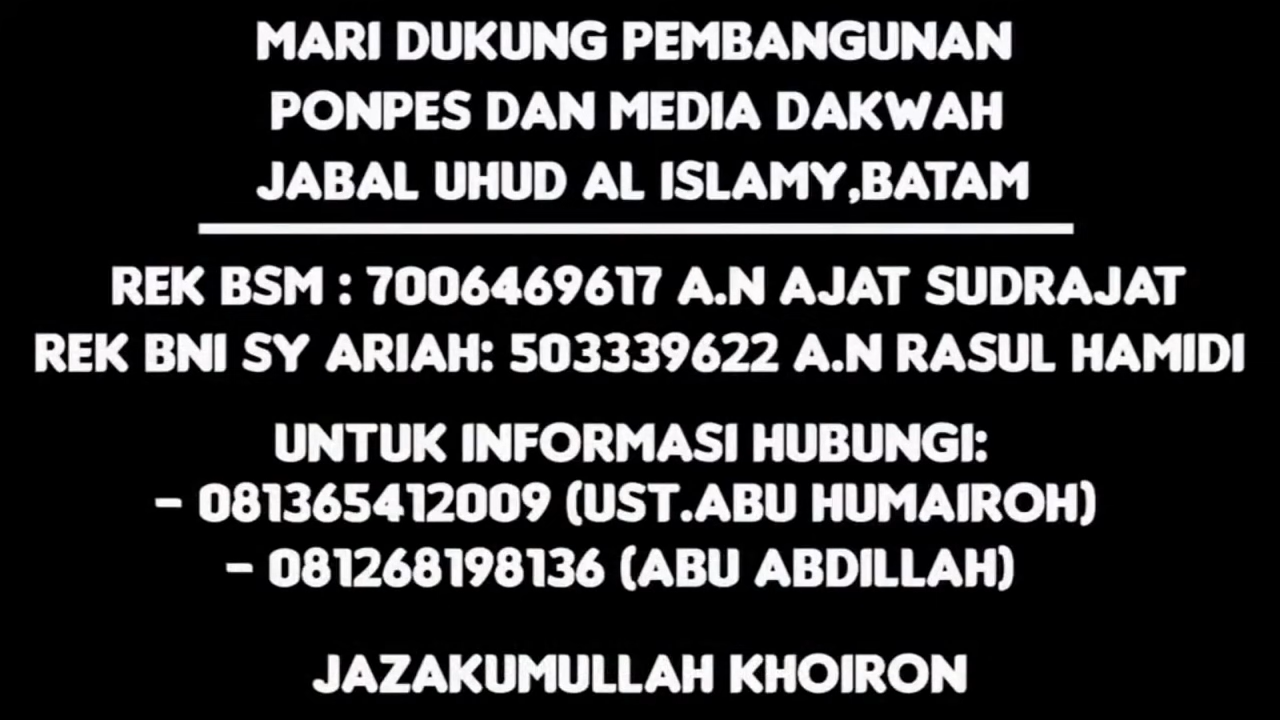 MARI DUKUNG PEMBANGUNAN
PONPES DAN MEDIA DAKWAH
JABAL UHUD AL ISLAMY,BATAM
REK BSM : 7006469617 A.N AJAT SUDRAJAT
REK BNI SY ARIAH: 503339622 A.N RASUL HAMIDI
UNTUK INFORMASI HUBUNGI:
- 081365412009 (UST.ABU HUMAIROH)
- 081268198136 (ABU ABDILLAH)
JAZAKUMULLAH KHOIRON